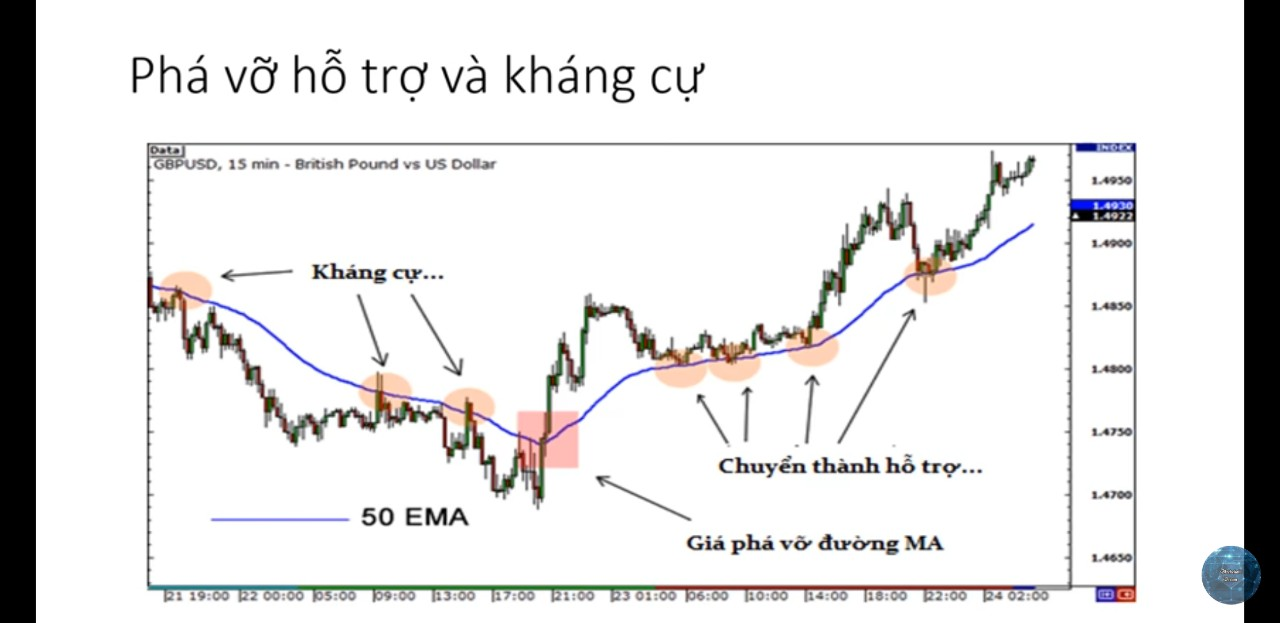 Phá vỡ hỗ trợ và kháng cự
Data
GBPUSD, 15 min - British Pound vs US Dollar
INDEX
1.4950
1.4930
1.4922
1.4900
Kháng cự...
1.4850
1.4800
1.4750
Chuyển thành hỗ trợ...
1.4700
50 EMA
Giá phá vỡ đường MA
1.4650
21 19:00 22 00:00 05:00 09:00 13:00 17:00 21:00 23 01:00 06:00 10:00 14:00 18:00 22:00 24 02:00